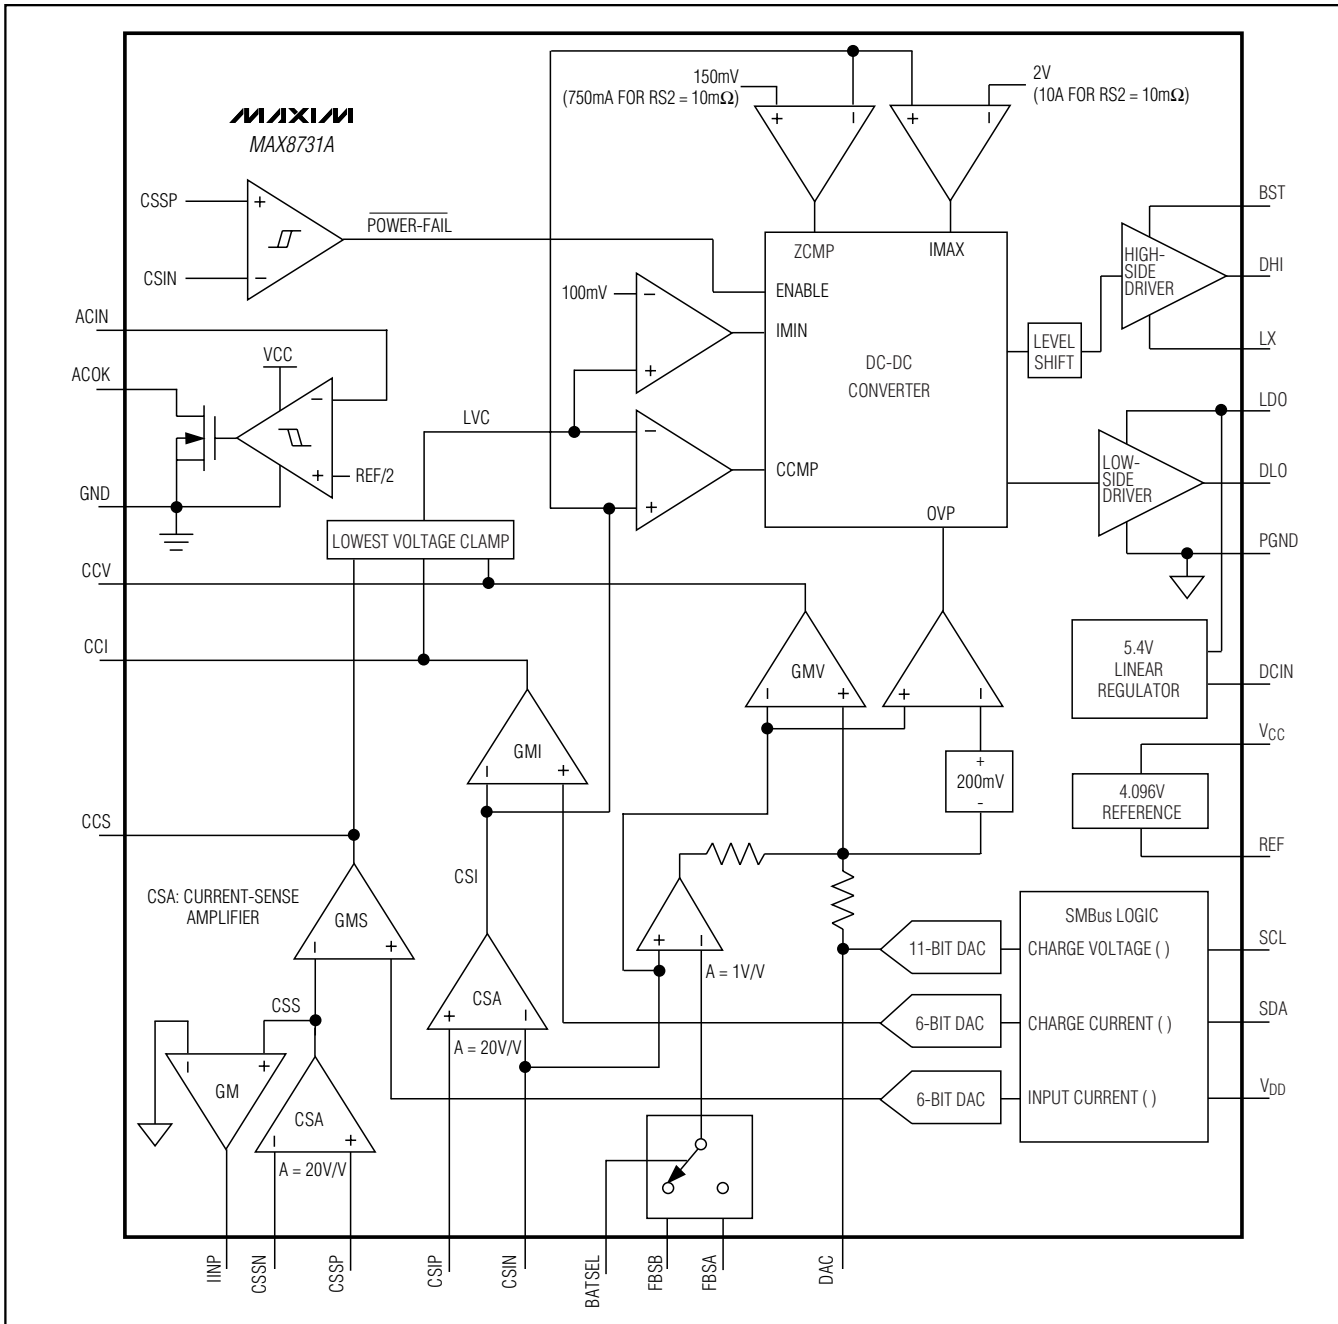 MAXIM
MAX8731A
150mV
(750mA FOR RS2 = 10mΩ)
2V
(10A FOR RS2 = 10mΩ)
CSSP
+
CSIN
−
POWER-FAIL
+
−
+
−
ZCMP
IMAX
ENABLE
IMIN
CCMP
OVP
DC-DC
CONVERTER
100mV
−
+
−
+
LVC
BST
HIGH-
SIDE
DRIVER
DHI
LX
LEVEL
SHIFT
LDO
LOW-
SIDE
DRIVER
DLO
PGND
ACIN
ACOK
VCC
−
+
REF/2
GND
LOWEST VOLTAGE CLAMP
CCV
CCI
CCS
GMV
−
+
+
−
5.4V
LINEAR
REGULATOR
DCIN
VCC
4.096V
REFERENCE
REF
GMI
−
+
+
200mV
-
CSA: CURRENT-SENSE
AMPLIFIER
CSI
GMS
−
+
+
−
A = 1V/V
SMBus LOGIC
11-BIT DAC
CHARGE VOLTAGE ( )
SCL
6-BIT DAC
CHARGE CURRENT ( )
SDA
6-BIT DAC
INPUT CURRENT ( )
VDD
CSS
CSA
+
−
A = 20V/V
GM
−
+
CSA
−
+
A = 20V/V
IINP
CSSN
CSSP
CSIP
CSIN
BATSEL
FBSB
FBSA
DAC